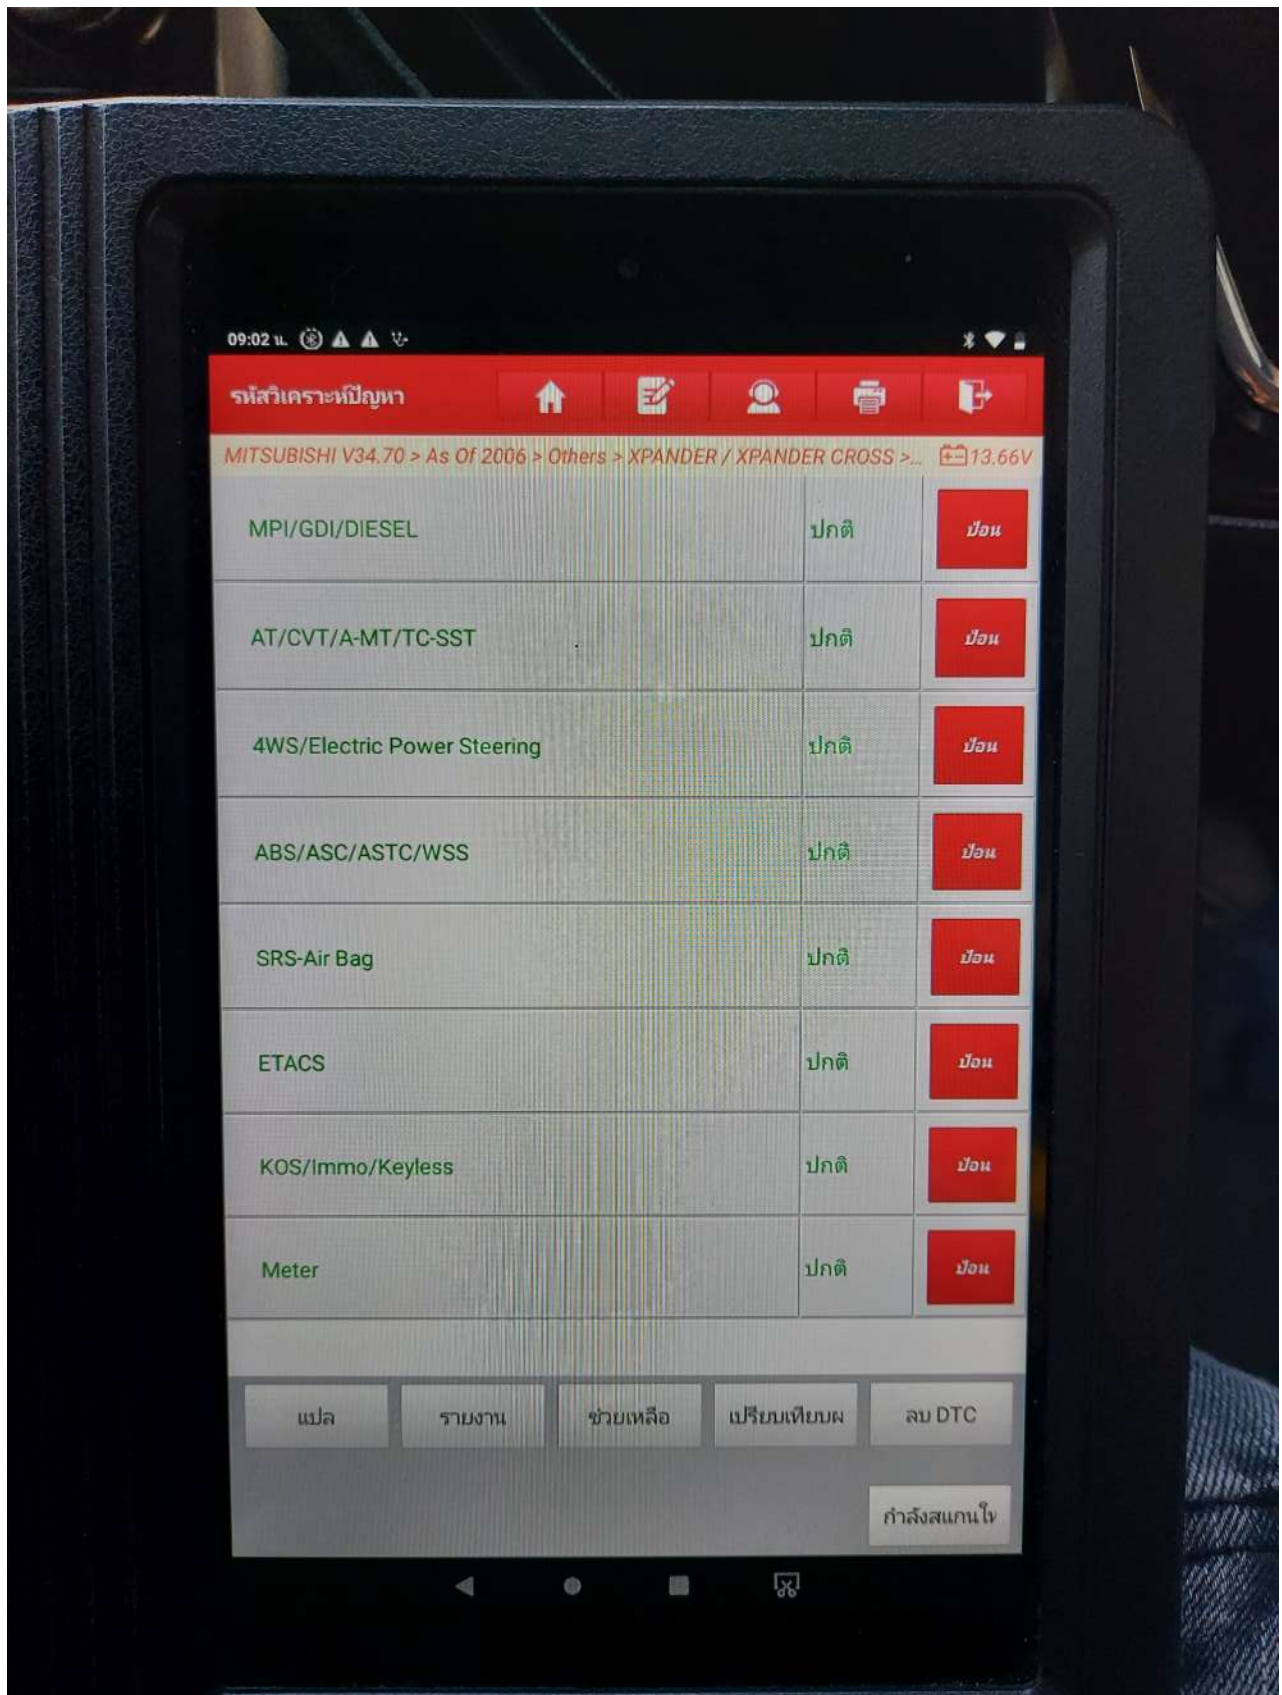 09:02 น.
รหัสวิเคราะห์ปัญหา
MITSUBISHI V34.70 > As Of 2006 > Others > XPANDER / XPANDER CROSS >... 13.66V
MPI/GDI/DIESEL ปกติ ป้อน
AT/CVT/A-MT/TC-SST ปกติ ป้อน
4WS/Electric Power Steering ปกติ ป้อน
ABS/ASC/ASTC/WSS ปกติ ป้อน
SRS-Air Bag ปกติ ป้อน
ETACS ปกติ ป้อน
KOS/Immo/Keyless ปกติ ป้อน
Meter ปกติ ป้อน
แปล รายงาน ช่วยเหลือ เปรียบเทียบผ ลบ DTC
กำลังสแกนให